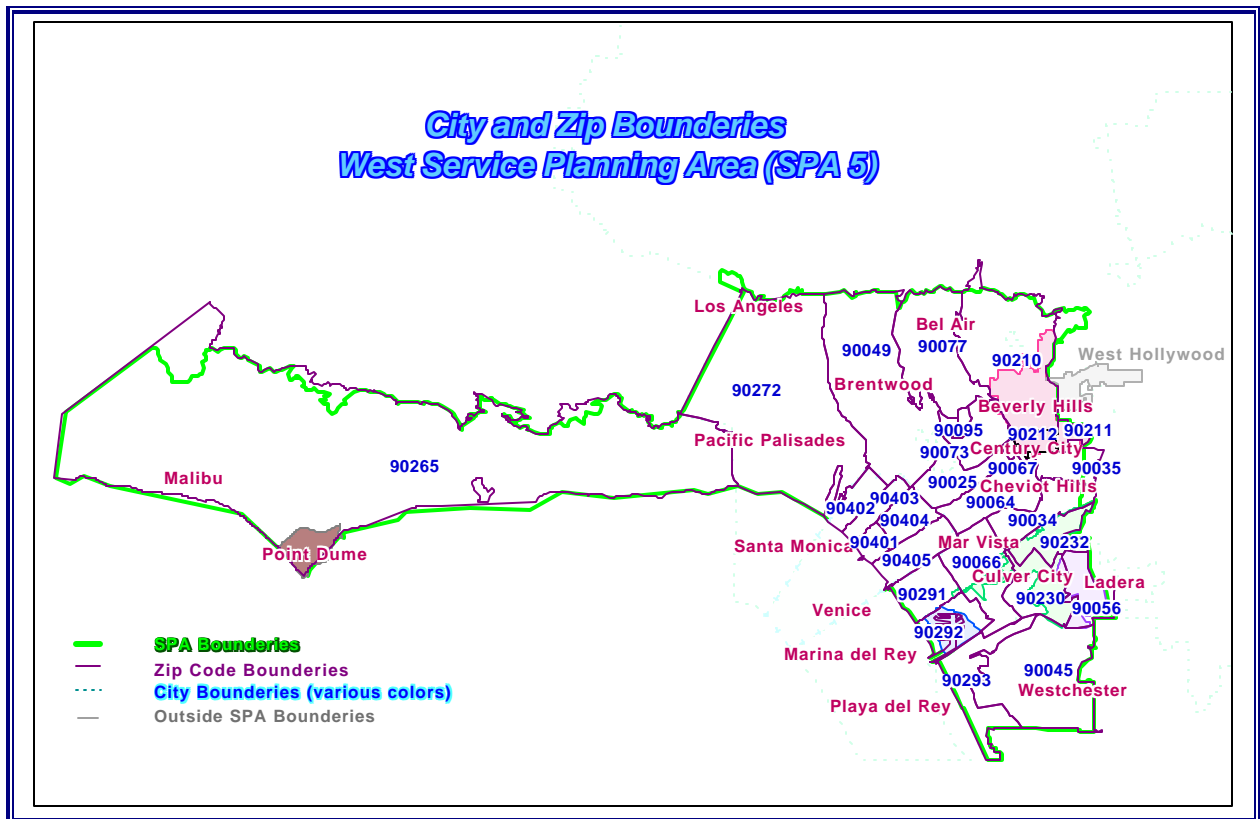 City and Zip Bounderies
West Service Planning Area (SPA 5)
Los Angeles
Bel Air
90049
90077
90210
West Hollywood
90272
Brentwood
Beverly Hills
90095
90212
90211
Pacific Palisades
90073
Century City
90265
90067
90035
Malibu
90025
Cheviot Hills
90403
90402
90064
90404
90034
Santa Monica
90401
Mar Vista
90232
Point Dume
90405
90066
Culver City
Ladera
90291
90230
90056
Venice
90292
Marina del Rey
90045
90293
Westchester
Playa del Rey
SPA Bounderies
Zip Code Bounderies
City Bounderies (various colors)
Outside SPA Bounderies